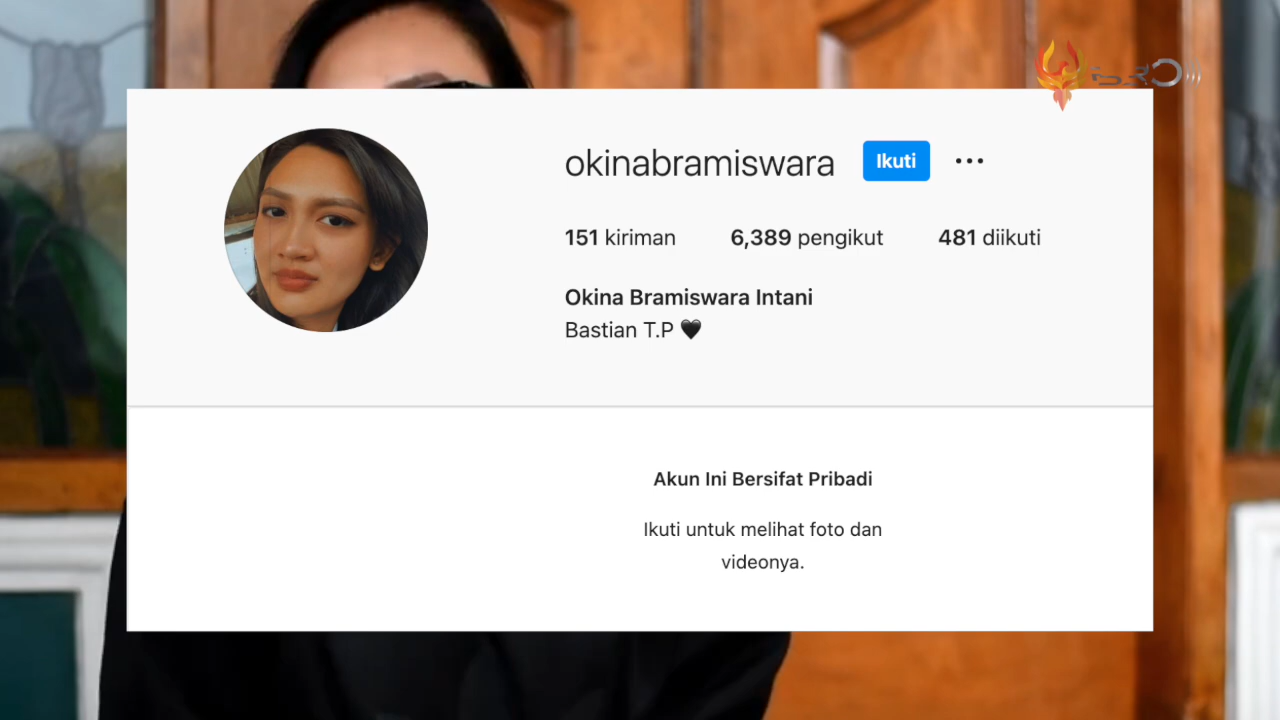 okinabramiswara Ikuti
151 kiriman 6,389 pengikut 481 diikuti
Okina Bramiswara Intani
Bastian T.P 🖤
Akun Ini Bersifat Pribadi
Ikuti untuk melihat foto dan
videonya.